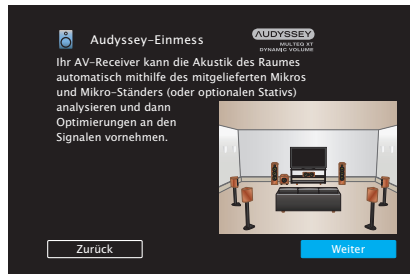 Audyssey-Einmess
AUDYSSEY
MULTEQ XT
DYNAMIC VOLUME
Ihr AV-Receiver kann die Akustik des Raumes
automatisch mithilfe des mitgelieferten Mikros
und Mikro-Ständers (oder optionalen Stativs)
analysieren und dann
Optimierungen an den
Signalen vornehmen.
Zurück
Weiter